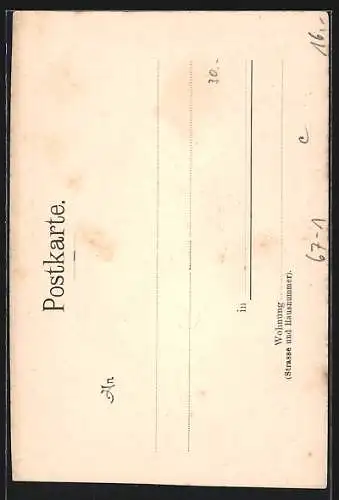 Postkarte.
An
in
Wohnung
(Strasse und Hausnummer).
30.-
16.-
c
67-1